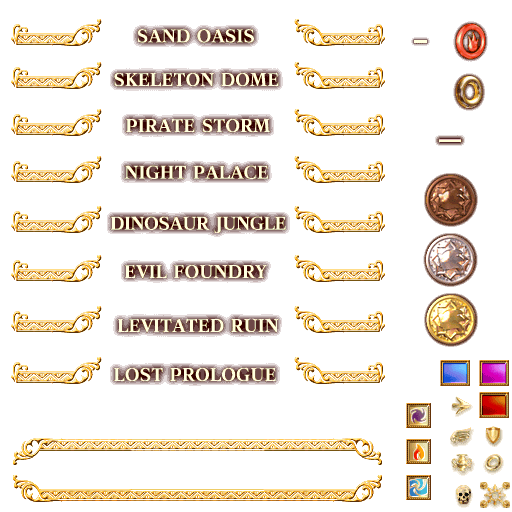 SAND OASIS
SKELETON DOME
PIRATE STORM
NIGHT PALACE
DINOSAUR JUNGLE
EVIL FOUNDRY
LEVITATED RUIN
LOST PROLOGUE